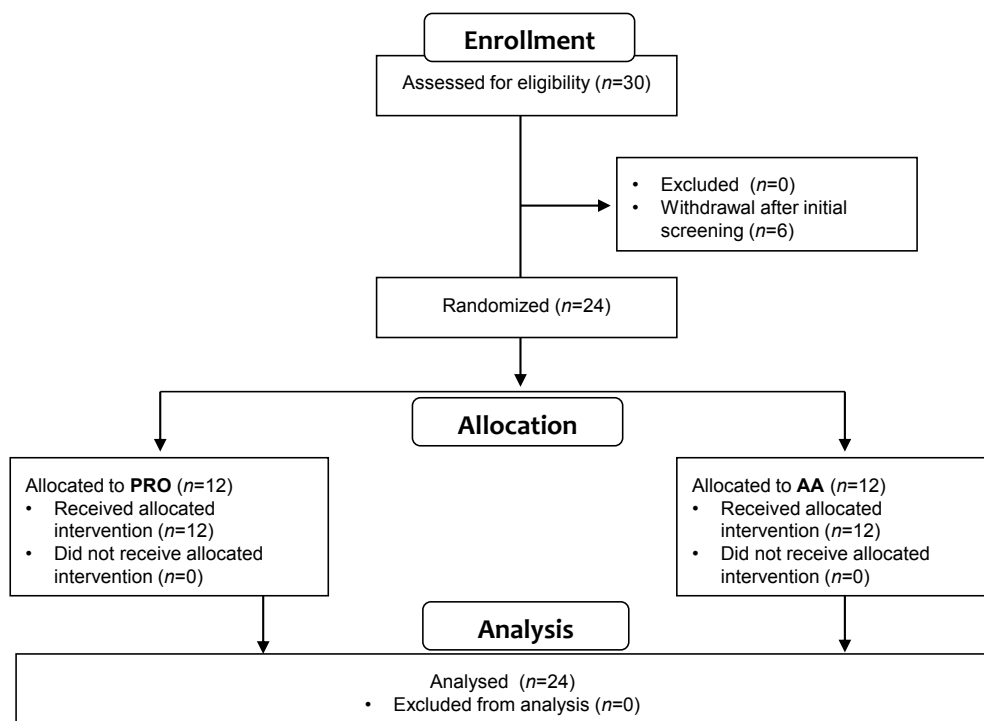 Enrollment
Assessed for eligibility (n=30)
• Excluded (n=0)
• Withdrawal after initial
screening (n=6)
Randomized (n=24)
Allocation
Allocated to PRO (n=12)
• Received allocated
intervention (n=12)
• Did not receive allocated
intervention (n=0)
Allocated to AA (n=12)
• Received allocated
intervention (n=12)
• Did not receive allocated
intervention (n=0)
Analysis
Analysed (n=24)
• Excluded from analysis (n=0)